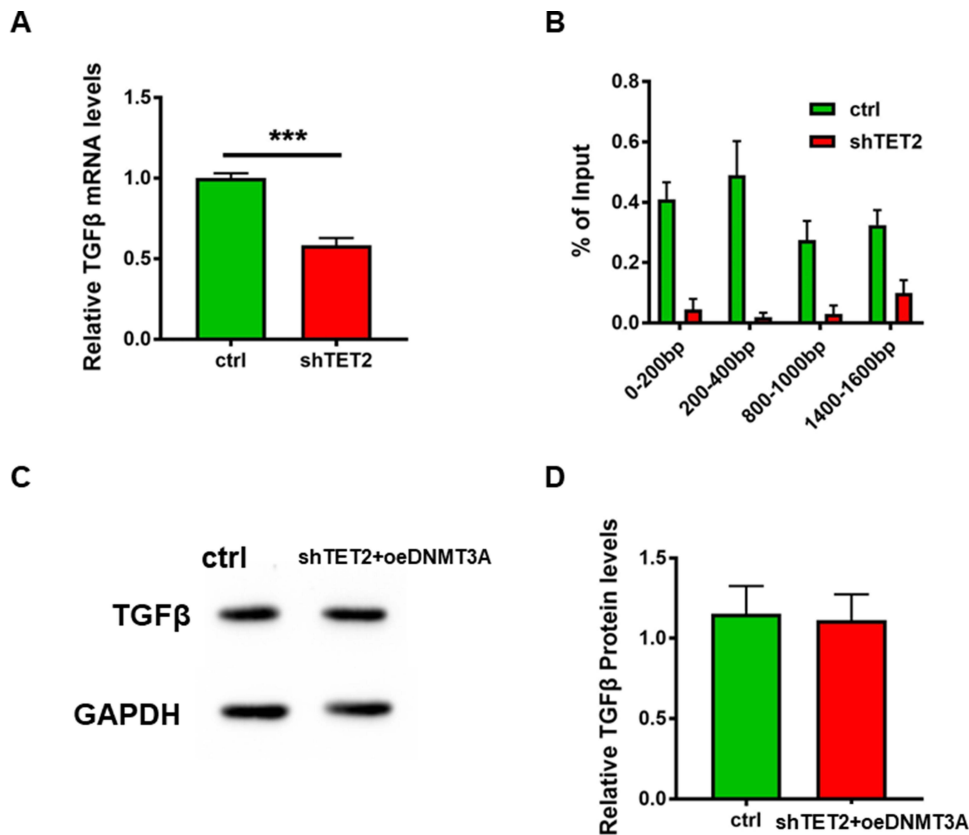 A
Relative TGFβ mRNA levels
1.5
1.0
0.5
0.0
***
ctrl
shTET2
B
% of Input
0.8
0.6
0.4
0.2
0.0
ctrl
shTET2
0-200bp
200-400bp
800-1000bp
1400-1600bp
C
ctrl
shTET2+oeDNMT3A
TGFβ
GAPDH
D
Relative TGFβ Protein levels
1.5
1.0
0.5
0.0
ctrl
shTET2+oeDNMT3A